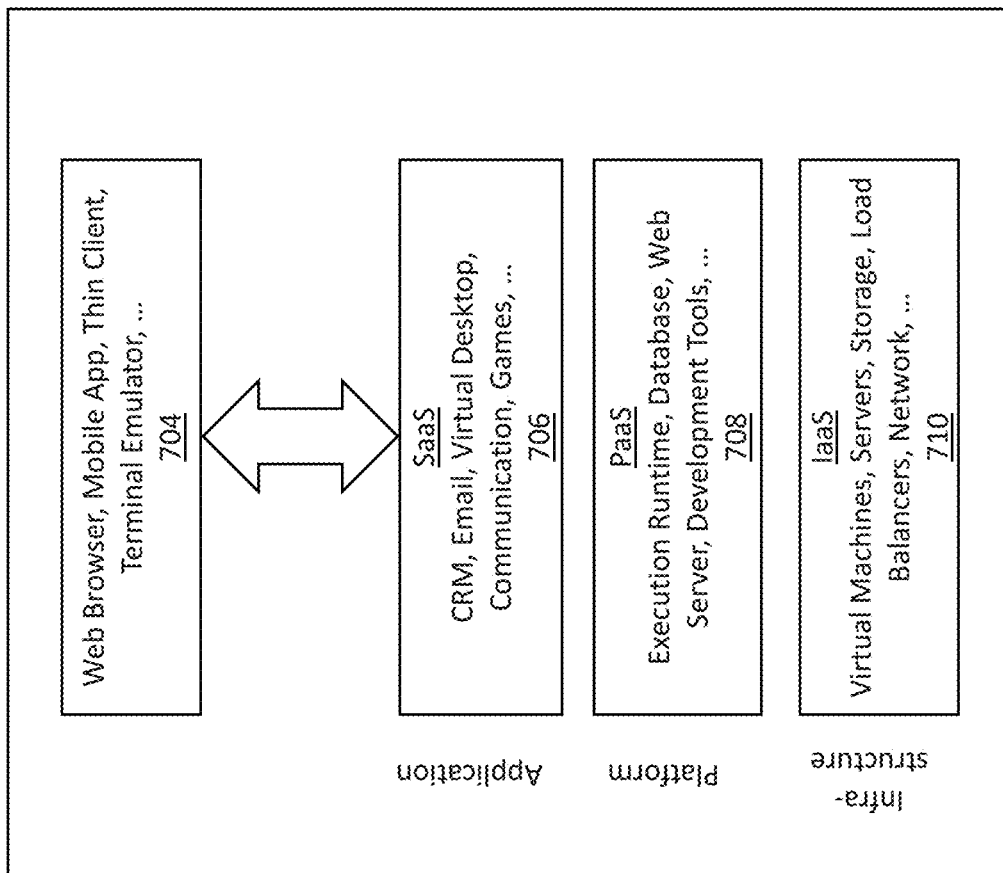 Web Browser, Mobile App, Thin Client,
Terminal Emulator, ...
704
Application
SaaS
CRM, Email, Virtual Desktop,
Communication, Games, ...
706
Platform
PaaS
Execution Runtime, Database, Web
Server, Development Tools, ...
708
Infra-
structure
IaaS
Virtual Machines, Servers, Storage, Load
Balancers, Network, ...
710